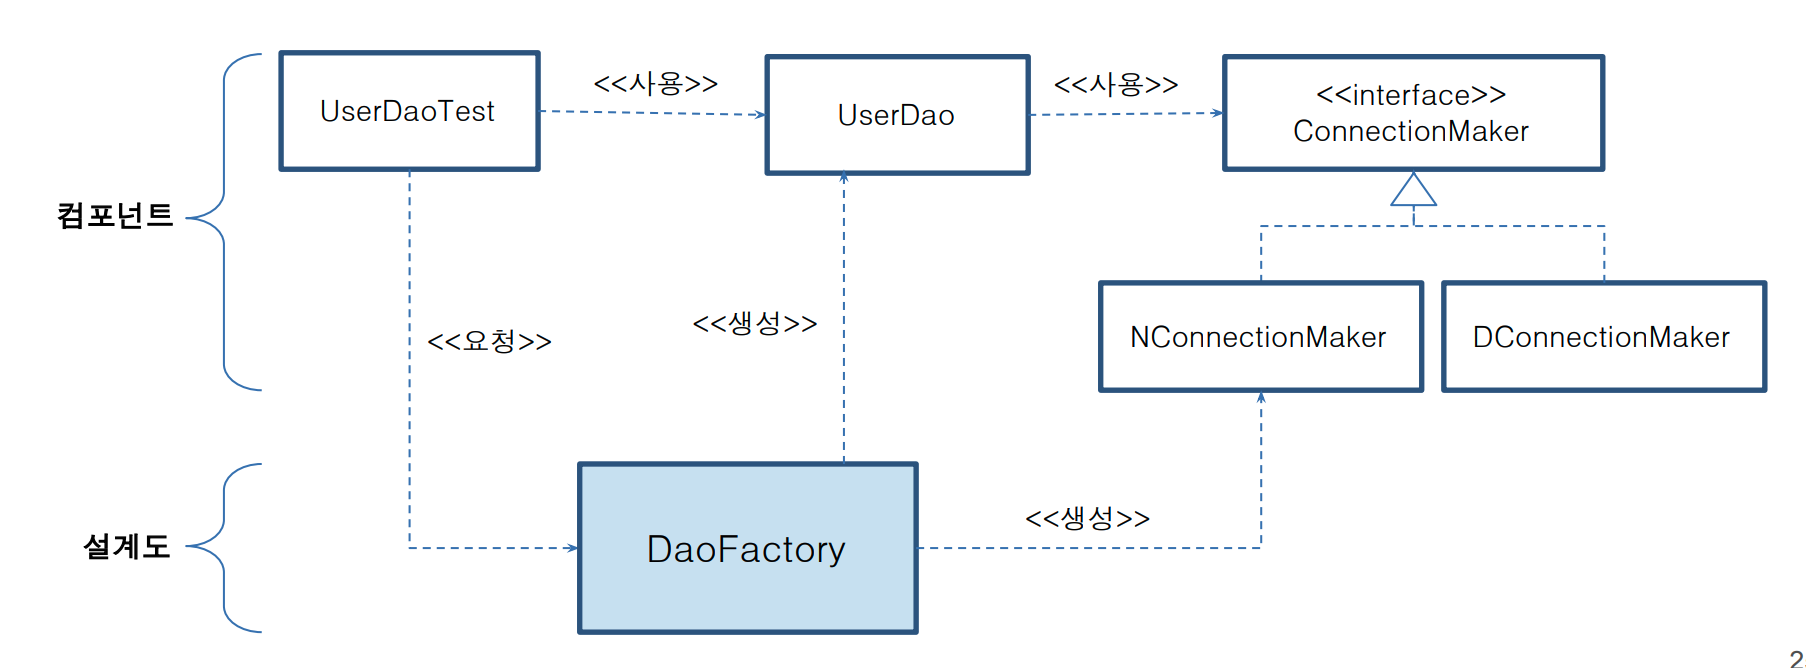 UserDaoTest
<<사용>>
UserDao
<<사용>>
<<interface>>
ConnectionMaker
컴포넌트
<<요청>>
<<생성>>
NConnectionMaker
DConnectionMaker
설계도
DaoFactory
<<생성>>
2